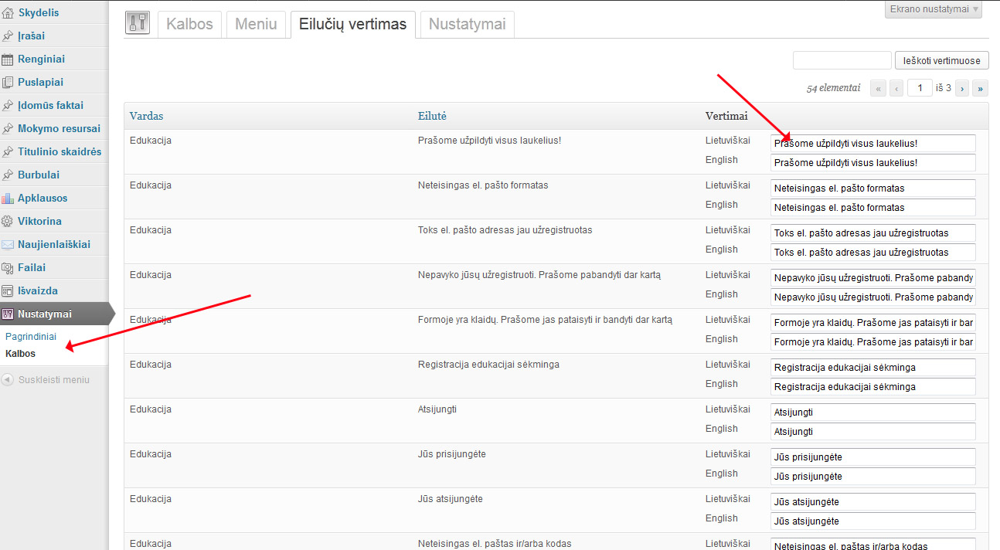 Skydelis
Įrašai
Renginiai
Puslapiai
Įdomūs faktai
Mokymo resursai
Titulinio skaidrės
Burbulai
Apklausos
Viktorina
Naujienlaiškiai
Failai
Išvaizda
Nustatymai
Pagrindiniai
Kalbos
Suskleisti meniu
Ekrano nustatymai
Kalbos Meniu Eilučių vertimas Nustatymai
Ieškoti vertimuose
54 elementai « ‹ 1 iš 3 › »
Vardas Eilutė Vertimai
Edukacija Prašome užpildyti visus laukelius! Lietuviškai Prašome užpildyti visus laukelius!
English Prašome užpildyti visus laukelius!
Edukacija Neteisingas el. pašto formatas Lietuviškai Neteisingas el. pašto formatas
English Neteisingas el. pašto formatas
Edukacija Toks el. pašto adresas jau užregistruotas Lietuviškai Toks el. pašto adresas jau užregistruotas
English Toks el. pašto adresas jau užregistruotas
Edukacija Nepavyko jūsų užregistruoti. Prašome pabandyti dar kartą Lietuviškai Nepavyko jūsų užregistruoti. Prašome pabandy
English Nepavyko jūsų užregistruoti. Prašome pabandy
Edukacija Formoje yra klaidų. Prašome jas pataisyti ir bandyti dar kartą Lietuviškai Formoje yra klaidų. Prašome jas pataisyti ir bar
English Formoje yra klaidų. Prašome jas pataisyti ir bar
Edukacija Registracija edukacijai sėkminga Lietuviškai Registracija edukacijai sėkminga
English Registracija edukacijai sėkminga
Edukacija Atsijungti Lietuviškai Atsijungti
English Atsijungti
Edukacija Jūs prisijungėte Lietuviškai Jūs prisijungėte
English Jūs prisijungėte
Edukacija Jūs atsijungėte Lietuviškai Jūs atsijungėte
English Jūs atsijungėte
Edukacija Neteisingas el. paštas ir/arba kodas Lietuviškai Neteisingas el. paštas ir/arba kodas